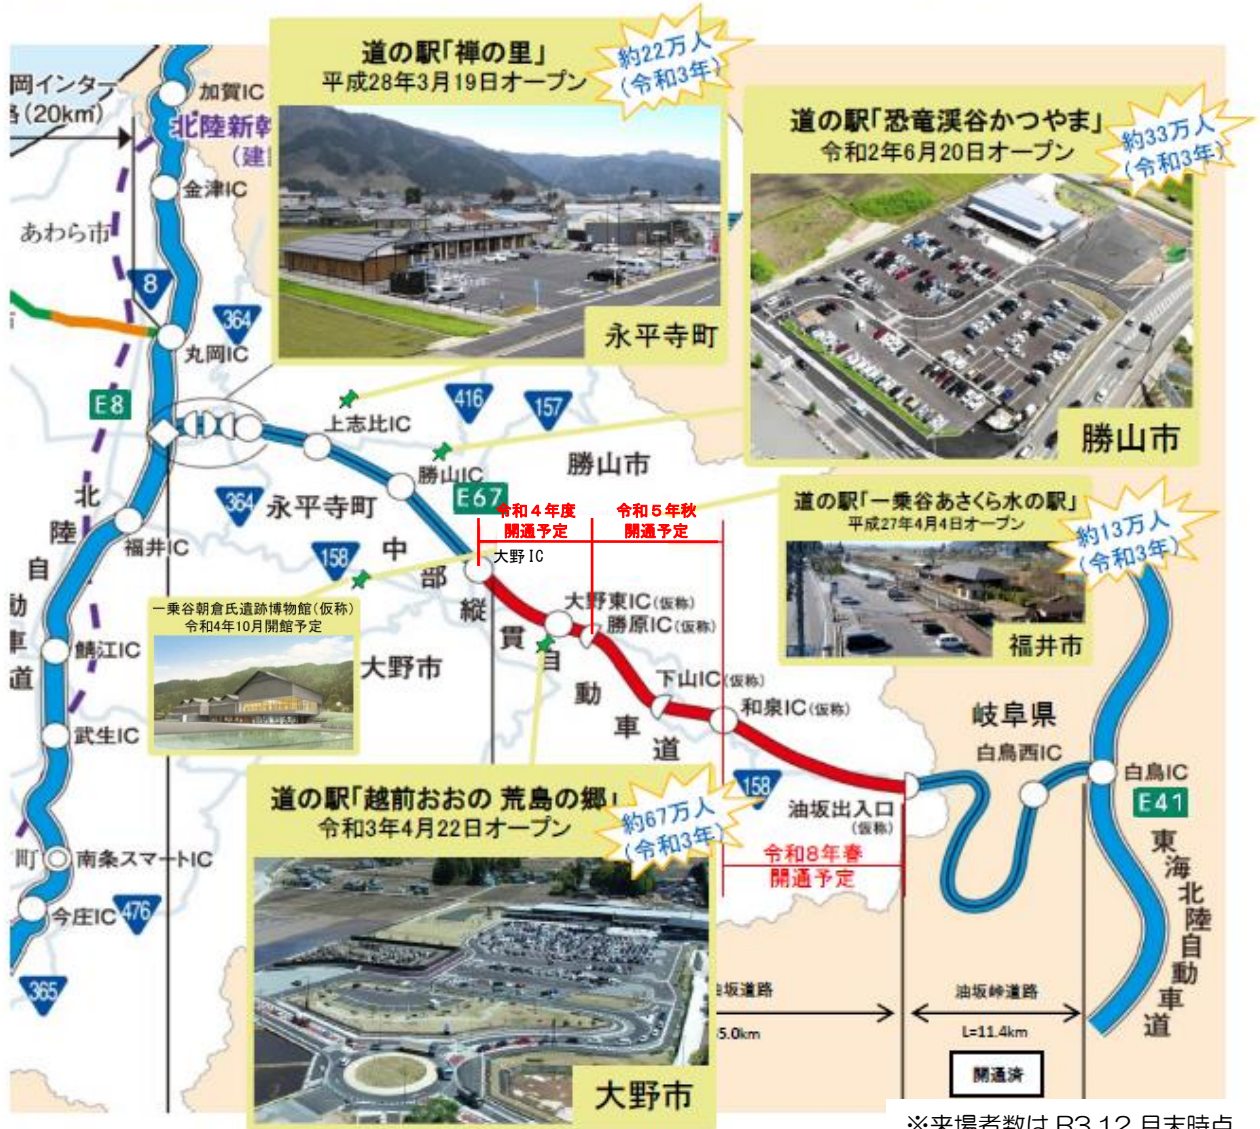 道の駅「禅の里」
平成28年3月19日オープン
約22万人
(令和3年)
永平寺町
道の駅「恐竜渓谷かつやま」
令和2年6月20日オープン
約33万人
(令和3年)
勝山市
岡インター
(20km)
加賀IC
北陸新幹
(建
金津IC
あわら市
8
364
丸岡IC
E8
416
157
上志比IC
勝山IC
勝山市
E67
364
永平寺町
北陸自動車道
福井IC
158
中部縦貫自動車道
令和4年度
開通予定
令和5年秋
開通予定
大野IC
道の駅「一乗谷あさくら水の駅」
平成27年4月4日オープン
約13万人
(令和3年)
福井市
一乗谷朝倉氏遺跡博物館(仮称)
令和4年10月開館予定
大野東IC(仮称)
勝原IC(仮称)
大野市
鯖江IC
下山IC(仮称)
和泉IC(仮称)
岐阜県
武生IC
白鳥西IC
白鳥IC
E41
道の駅「越前おおの 荒島の郷」
令和3年4月22日オープン
約67万人
(令和3年)
大野市
158
油坂出入口
(仮称)
令和8年春
開通予定
東海北陸自動車道
町
南条スマートIC
今庄IC
476
365
坂道路
5.0km
油坂峠道路
L=11.4km
開通済
※来場者数は R3.12 月末時点